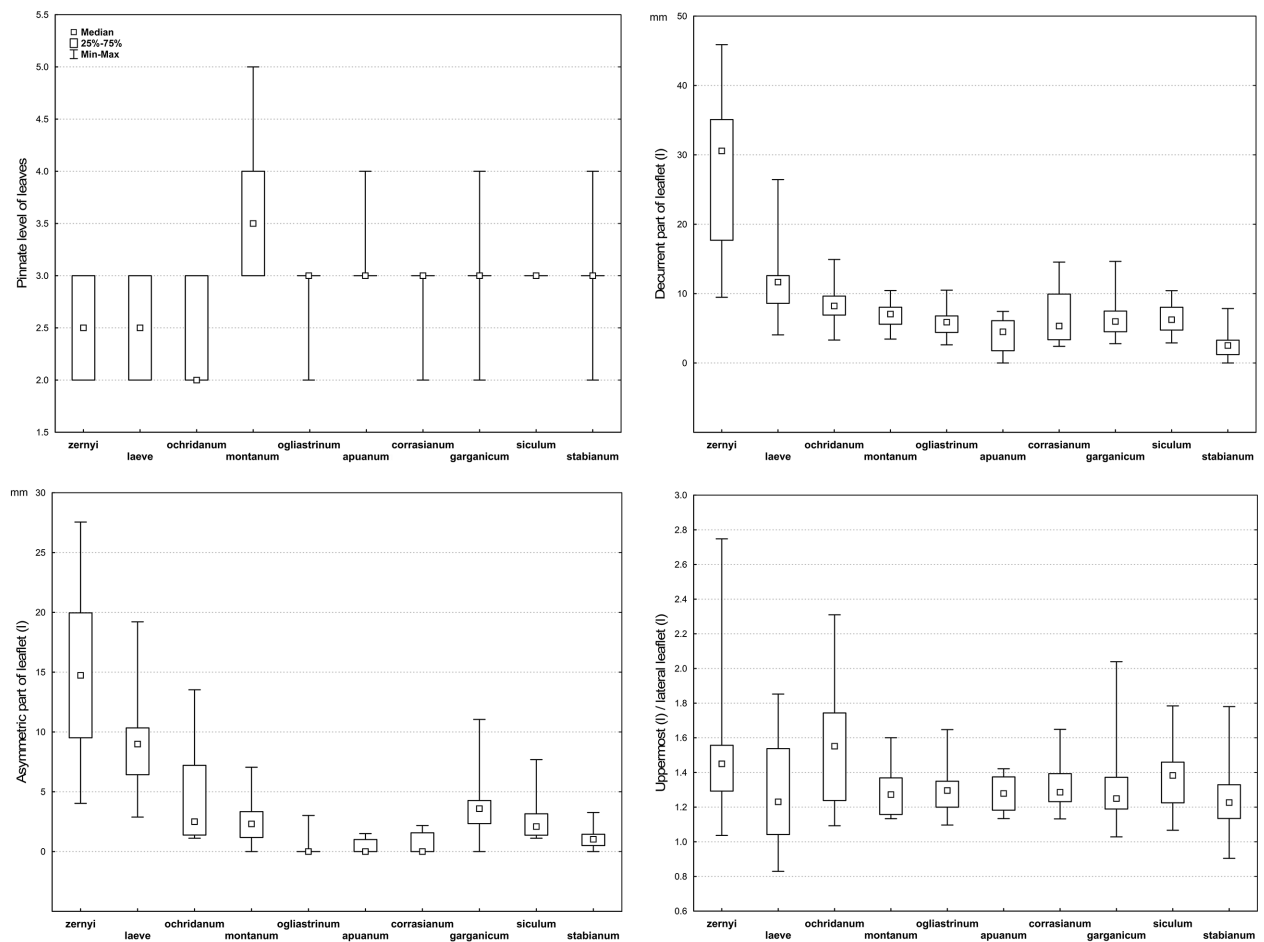 5.5
5.0
4.5
4.0
3.5
3.0
2.5
2.0
1.5
Pinnate level of leaves
Median
25%-75%
Min-Max
zernyi
laeve
ochridanum
montanum
ogliastrinum
apuanum
corrasianum
garganicum
siculum
stabianum
mm
50
40
30
20
10
0
Decurrent part of leaflet (l)
zernyi
laeve
ochridanum
montanum
ogliastrinum
apuanum
corrasianum
garganicum
siculum
stabianum
mm
30
25
20
15
10
5
0
Asymmetric part of leaflet (l)
zernyi
laeve
ochridanum
montanum
ogliastrinum
apuanum
corrasianum
garganicum
siculum
stabianum
3.0
2.8
2.6
2.4
2.2
2.0
1.8
1.6
1.4
1.2
1.0
0.8
0.6
Uppermost (l) / lateral leaflet (l)
zernyi
laeve
ochridanum
montanum
ogliastrinum
apuanum
corrasianum
garganicum
siculum
stabianum